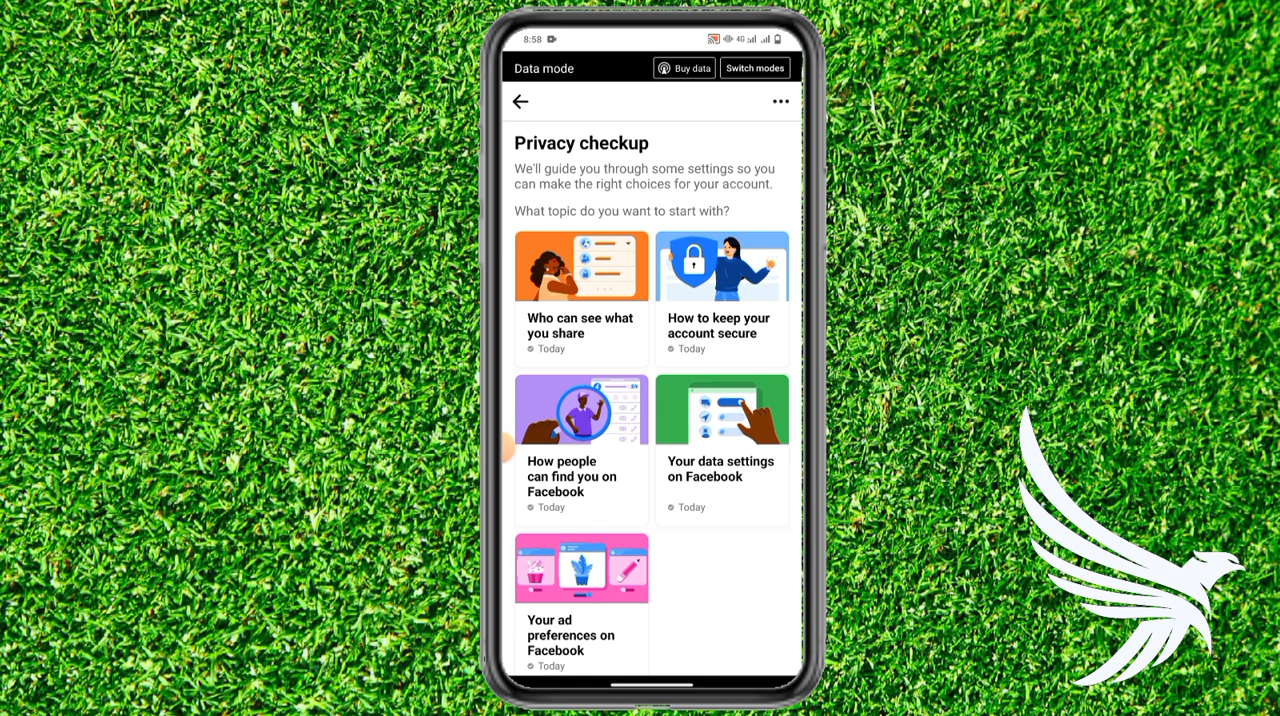 8:58
4G
Data mode
Buy data
Switch modes
Privacy checkup
We'll guide you through some settings so you
can make the right choices for your account.
What topic do you want to start with?
Who can see what
you share
Today
How to keep your
account secure
Today
How people
can find you on
Facebook
Today
Your data settings
on Facebook
Today
Your ad
preferences on
Facebook
Today